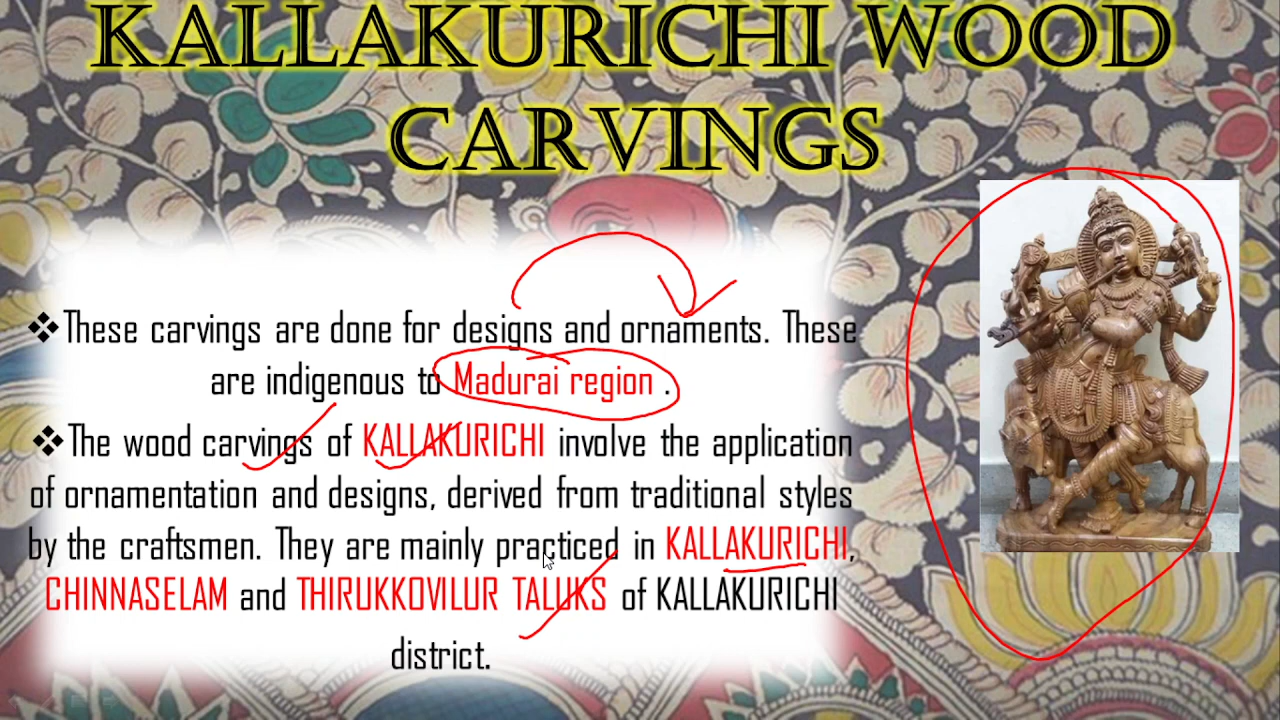 KALLAKURICHI WOOD
CARVINGS
❖These carvings are done for designs and ornaments. These
are indigenous to Madurai region .
❖The wood carvings of KALLAKURICHI involve the application
of ornamentation and designs, derived from traditional styles
by the craftsmen. They are mainly practiced in KALLAKURICHI,
CHINNASELAM and THIRUKKOVILUR TALUKS of KALLAKURICHI
district.